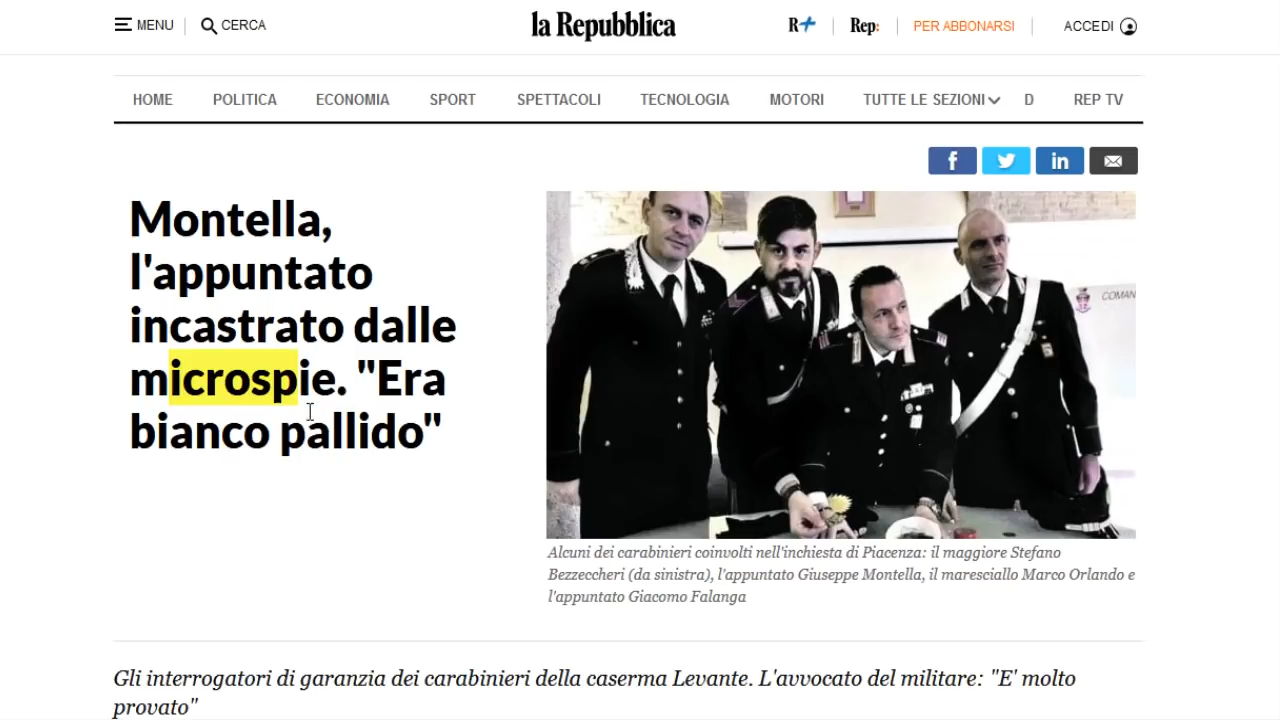 MENU
CERCA
la Repubblica
R+
Rep:
PER ABBONARSI
ACCEDI
HOME
POLITICA
ECONOMIA
SPORT
SPETTACOLI
TECNOLOGIA
MOTORI
TUTTE LE SEZIONI
D
REP TV
f
in
Montella,
l'appuntato
incastrato dalle
microspie. "Era
bianco pallido"
COMAN
Alcuni dei carabinieri coinvolti nell'inchiesta di Piacenza: il maggiore Stefano
Bezzeccheri (da sinistra), l'appuntato Giuseppe Montella, il maresciallo Marco Orlando e
l'appuntato Giacomo Falanga
Gli interrogatori di garanzia dei carabinieri della caserma Levante. L'avvocato del militare: "E' molto
provato"